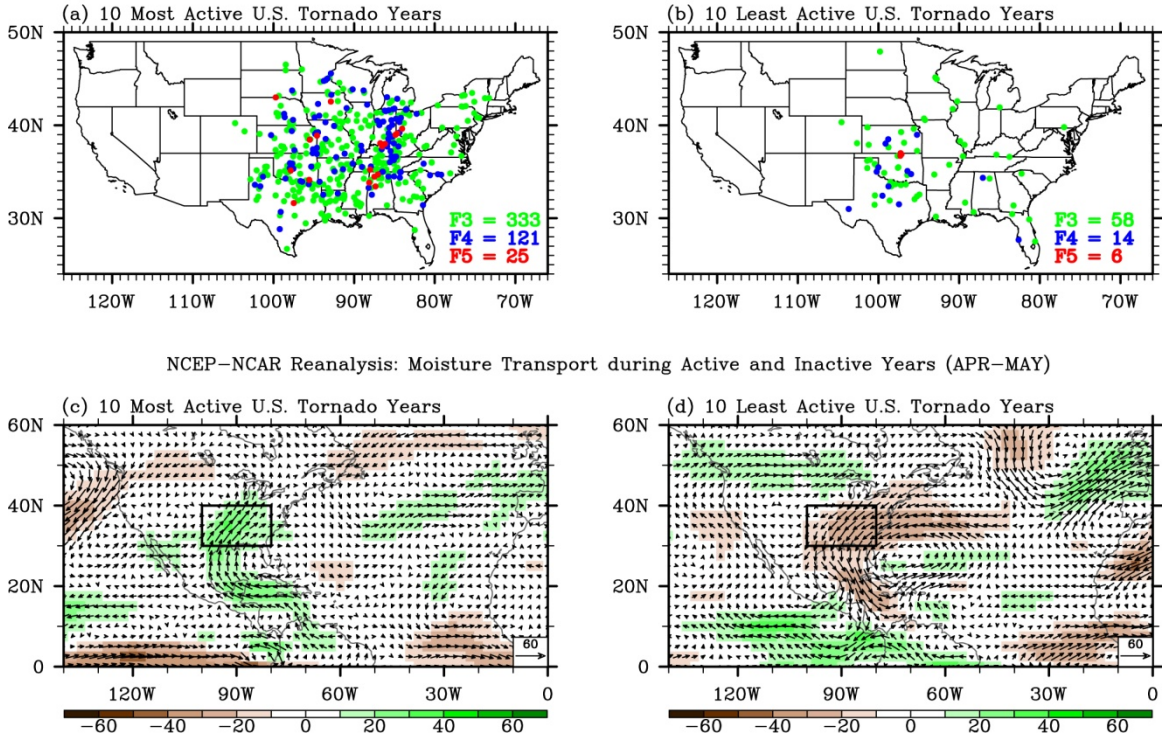 (a) 10 Most Active U.S. Tornado Years
(b) 10 Least Active U.S. Tornado Years
50N
40N
30N
F3 = 333
F4 = 121
F5 = 25
120W 110W 100W 90W 80W 70W
50N
40N
30N
F3 = 58
F4 = 14
F5 = 6
120W 110W 100W 90W 80W 70W
NCEP-NCAR Reanalysis: Moisture Transport during Active and Inactive Years (APR-MAY)
(c) 10 Most Active U.S. Tornado Years
(d) 10 Least Active U.S. Tornado Years
60N
40N
20N
0
60
120W 90W 60W 30W 0
-60 -40 -20 0 20 40 60
60N
40N
20N
0
60
120W 90W 60W 30W 0
-60 -40 -20 0 20 40 60